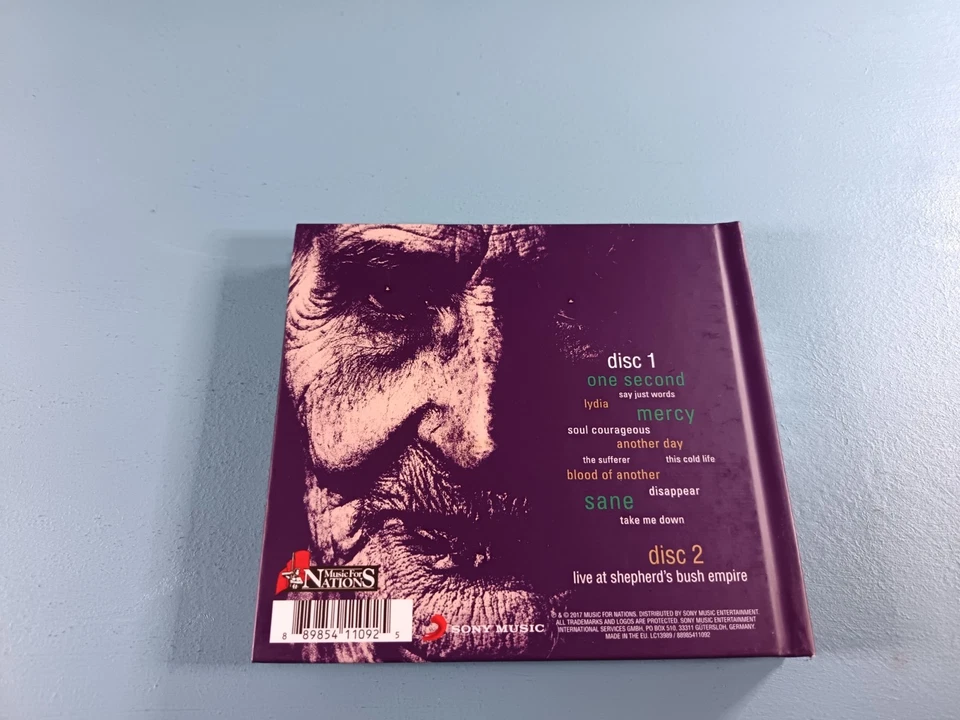 disc 1
one second
say just words
lydia
mercy
soul courageous
another day
the sufferer this cold life
blood of another
disappear
sane
take me down
disc 2
live at shepherd's bush empire
Music For
NATIONS
8 89854 11092 5
SONY MUSIC
℗ & © 2017 MUSIC FOR NATIONS. DISTRIBUTED BY SONY MUSIC ENTERTAINMENT.
ALL TRADEMARKS AND LOGOS ARE PROTECTED. SONY MUSIC ENTERTAINMENT
INTERNATIONAL SERVICES GMBH, PO BOX 510, 33311 GÜTERSLOH, GERMANY.
MADE IN THE EU. LC13989 / 88985411092